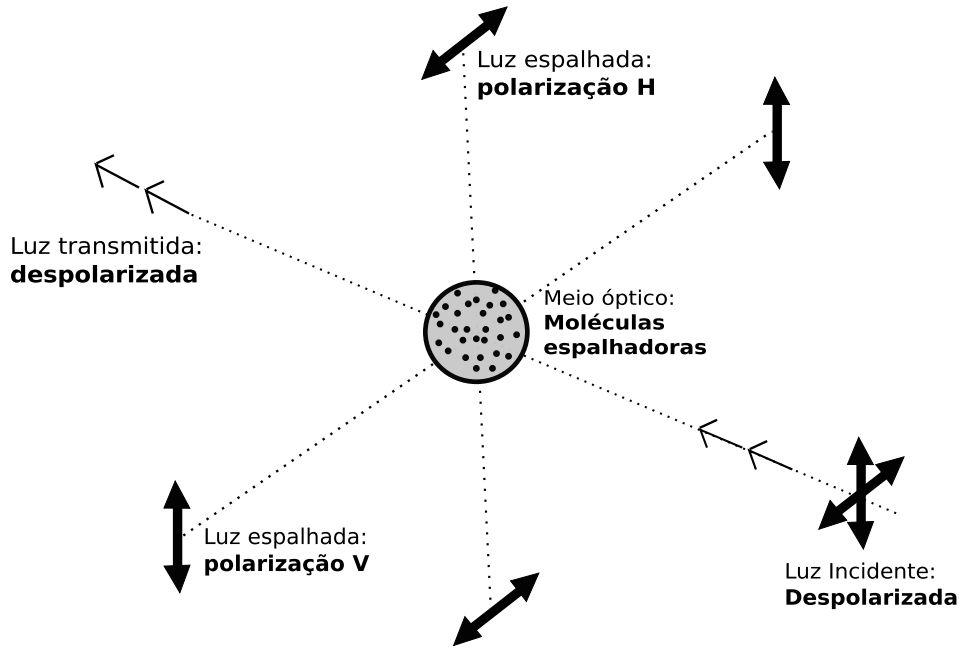 Luz espalhada:
polarização H
Luz transmitida:
despolarizada
Meio óptico:
Moléculas
espalhadoras
Luz espalhada:
polarização V
Luz Incidente:
Despolarizada